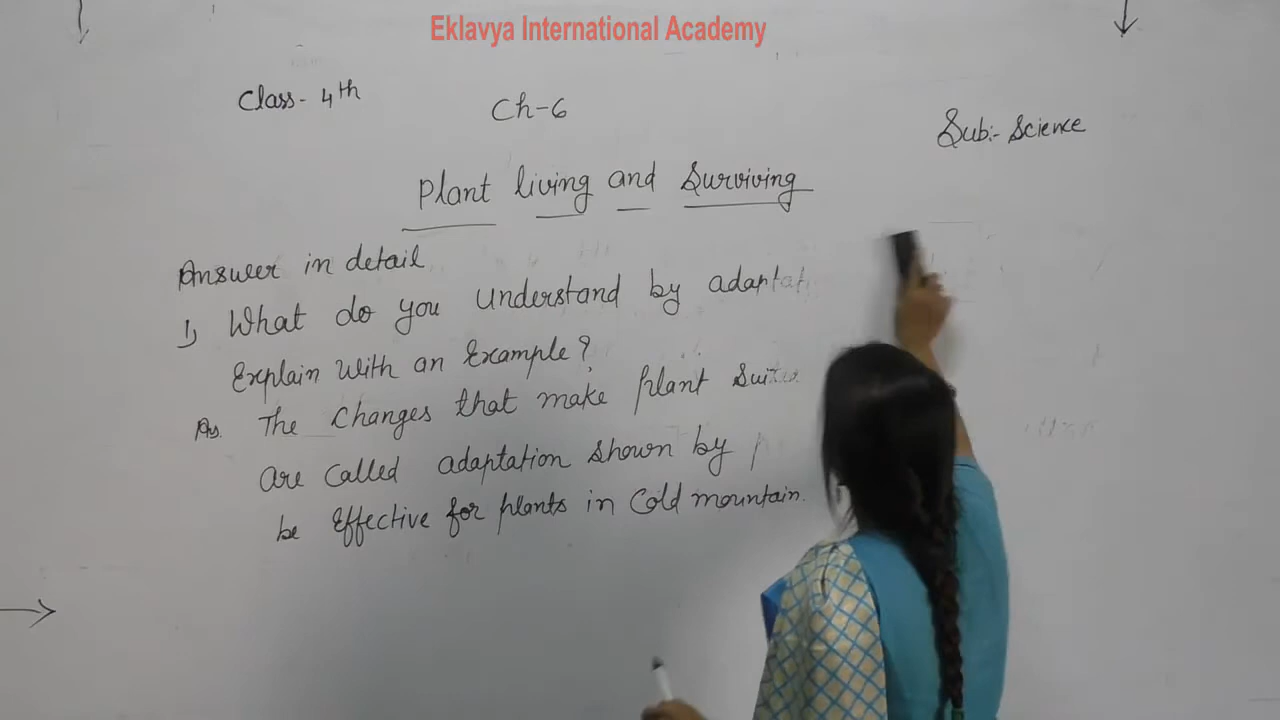 Eklavya International Academy
Class- 4th
Ch-6
Sub:- Science
Plant living and Surviving
Answer in detail
1) What do you understand by
Explain with an Example?
Ans. The Changes that make plant
are called adaptation shown by
be Effective for plants in Cold mountain.